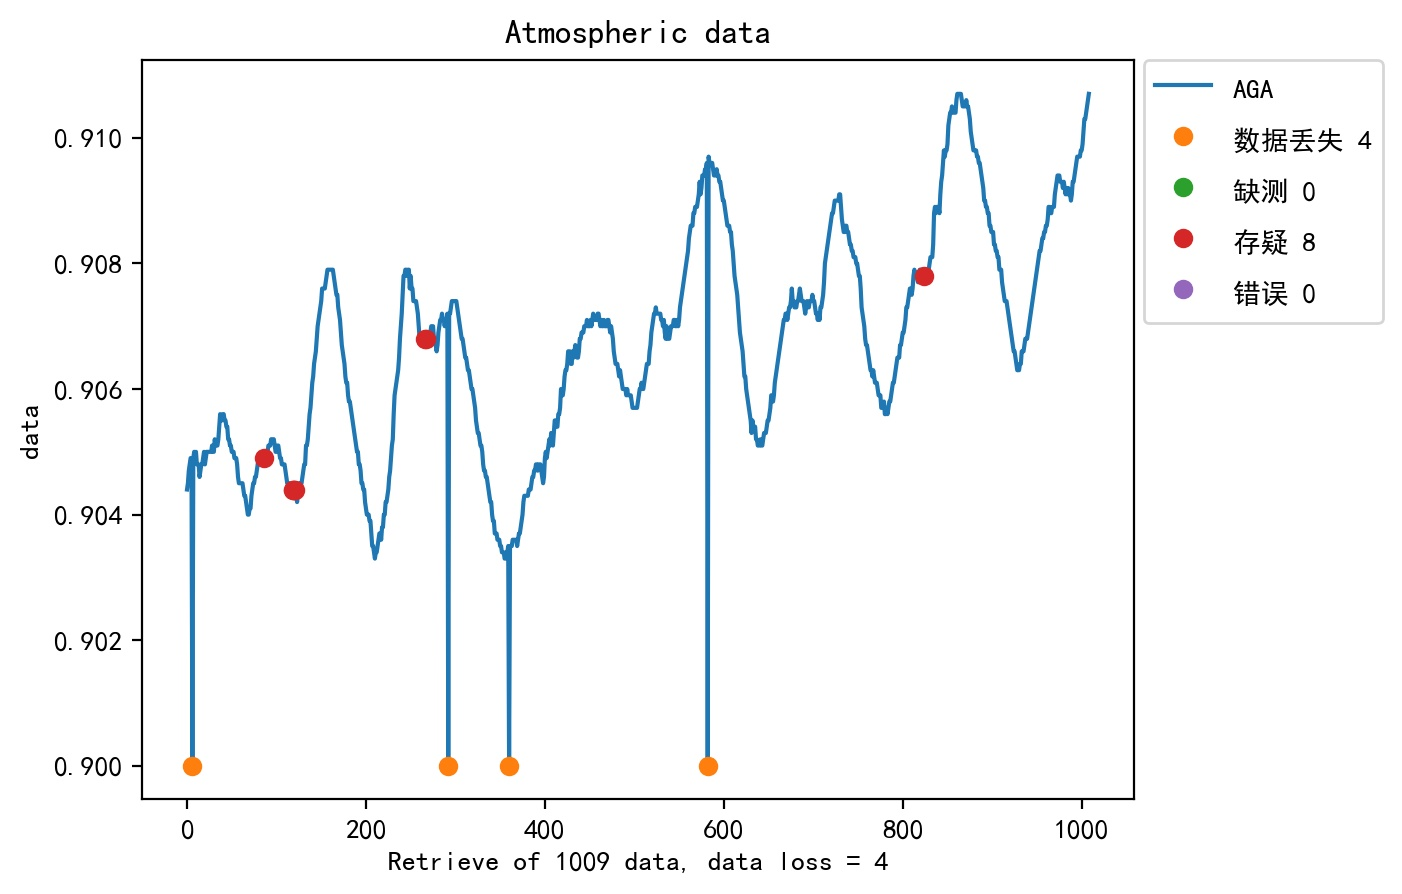 Atmospheric data
AGA
数据丢失 4
缺测 0
存疑 8
错误 0
0.910
0.908
0.906
0.904
0.902
0.900
data
0
200
400
600
800
1000
Retrieve of 1009 data, data loss = 4